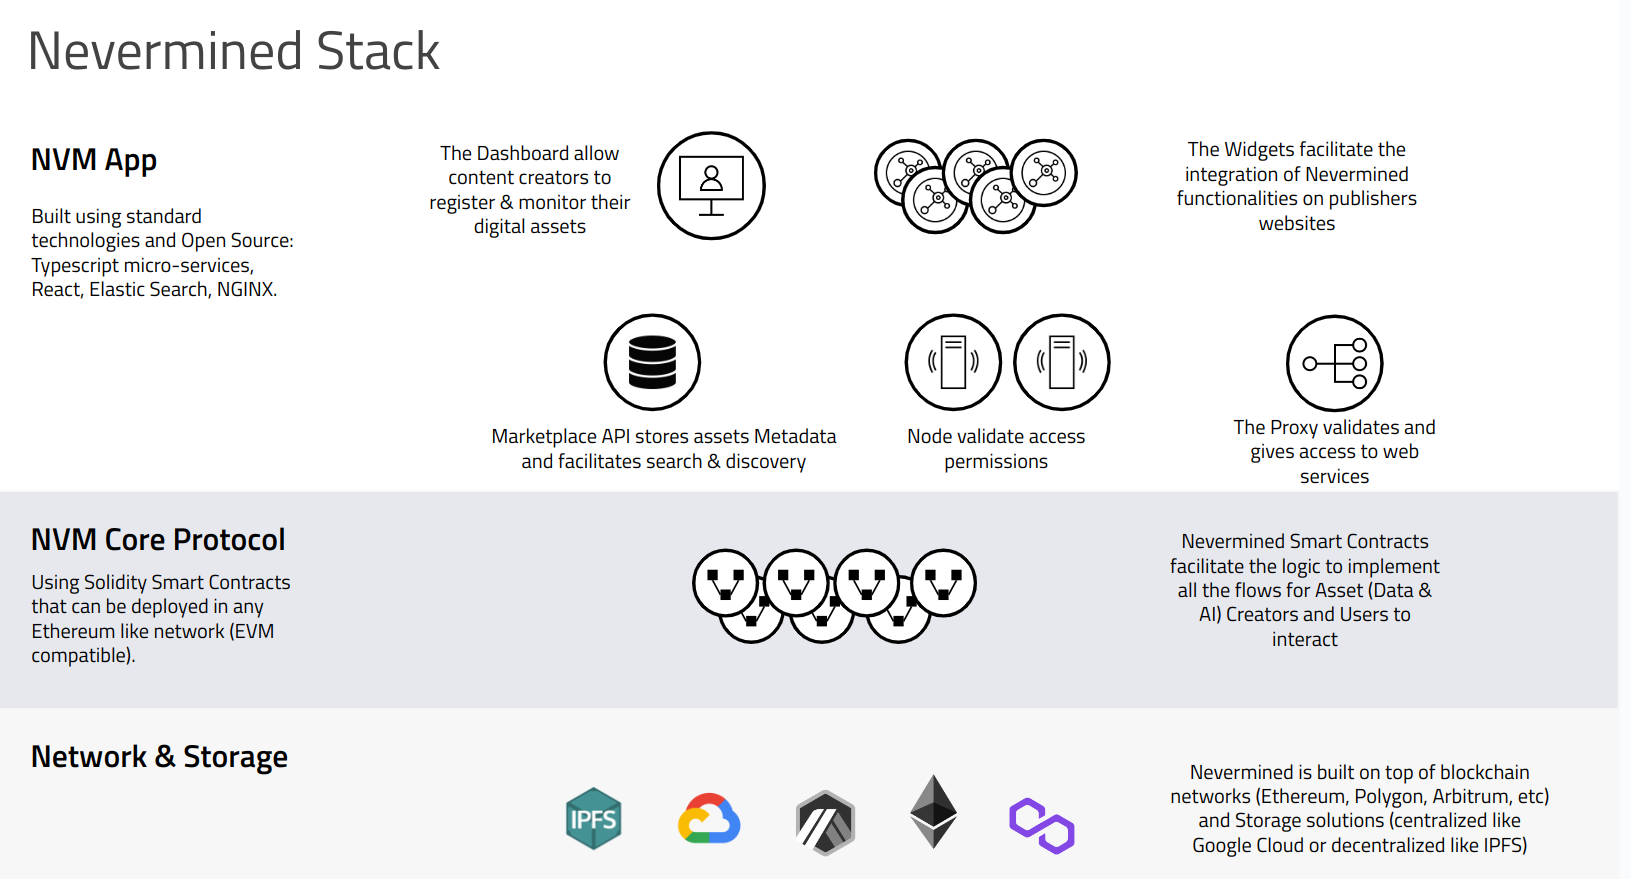 Nevermined Stack
NVM App
Built using standard
technologies and Open Source:
Typescript micro-services,
React, Elastic Search, NGINX.
The Dashboard allow
content creators to
register & monitor their
digital assets
The Widgets facilitate the
integration of Nevermined
functionalities on publishers
websites
Marketplace API stores assets Metadata
and facilitates search & discovery
Node validate access
permissions
The Proxy validates and
gives access to web
services
NVM Core Protocol
Using Solidity Smart Contracts
that can be deployed in any
Ethereum like network (EVM
compatible).
Nevermined Smart Contracts
facilitate the logic to implement
all the flows for Asset (Data &
AI) Creators and Users to
interact
Network & Storage
IPFS
Nevermined is built on top of blockchain
networks (Ethereum, Polygon, Arbitrum, etc)
and Storage solutions (centralized like
Google Cloud or decentralized like IPFS)